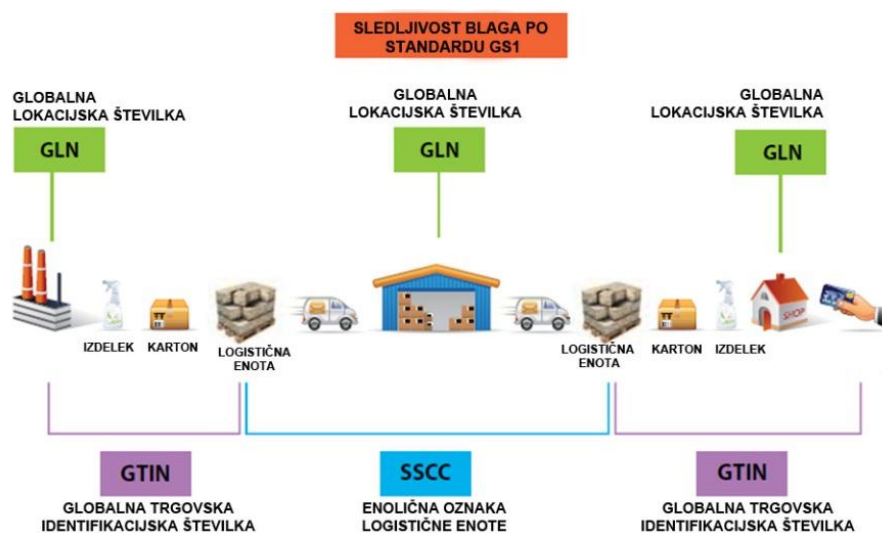 SLEDLJIVOST BLAGA PO
STANDARDU GS1
GLOBALNA
LOKACIJSKA ŠTEVILKA
GLN
GLOBALNA
LOKACIJSKA ŠTEVILKA
GLN
GLOBALNA
LOKACIJSKA ŠTEVILKA
GLN
IZDELEK
KARTON
LOGISTIČNA
ENOTA
LOGISTIČNA
ENOTA
KARTON
IZDELEK
SHOP
GTIN
GLOBALNA TRGOVSKA
IDENTIFIKACIJSKA ŠTEVILKA
SSCC
ENOLIČNA OZNAKA
LOGISTIČNE ENOTE
GTIN
GLOBALNA TRGOVSKA
IDENTIFIKACIJSKA ŠTEVILKA